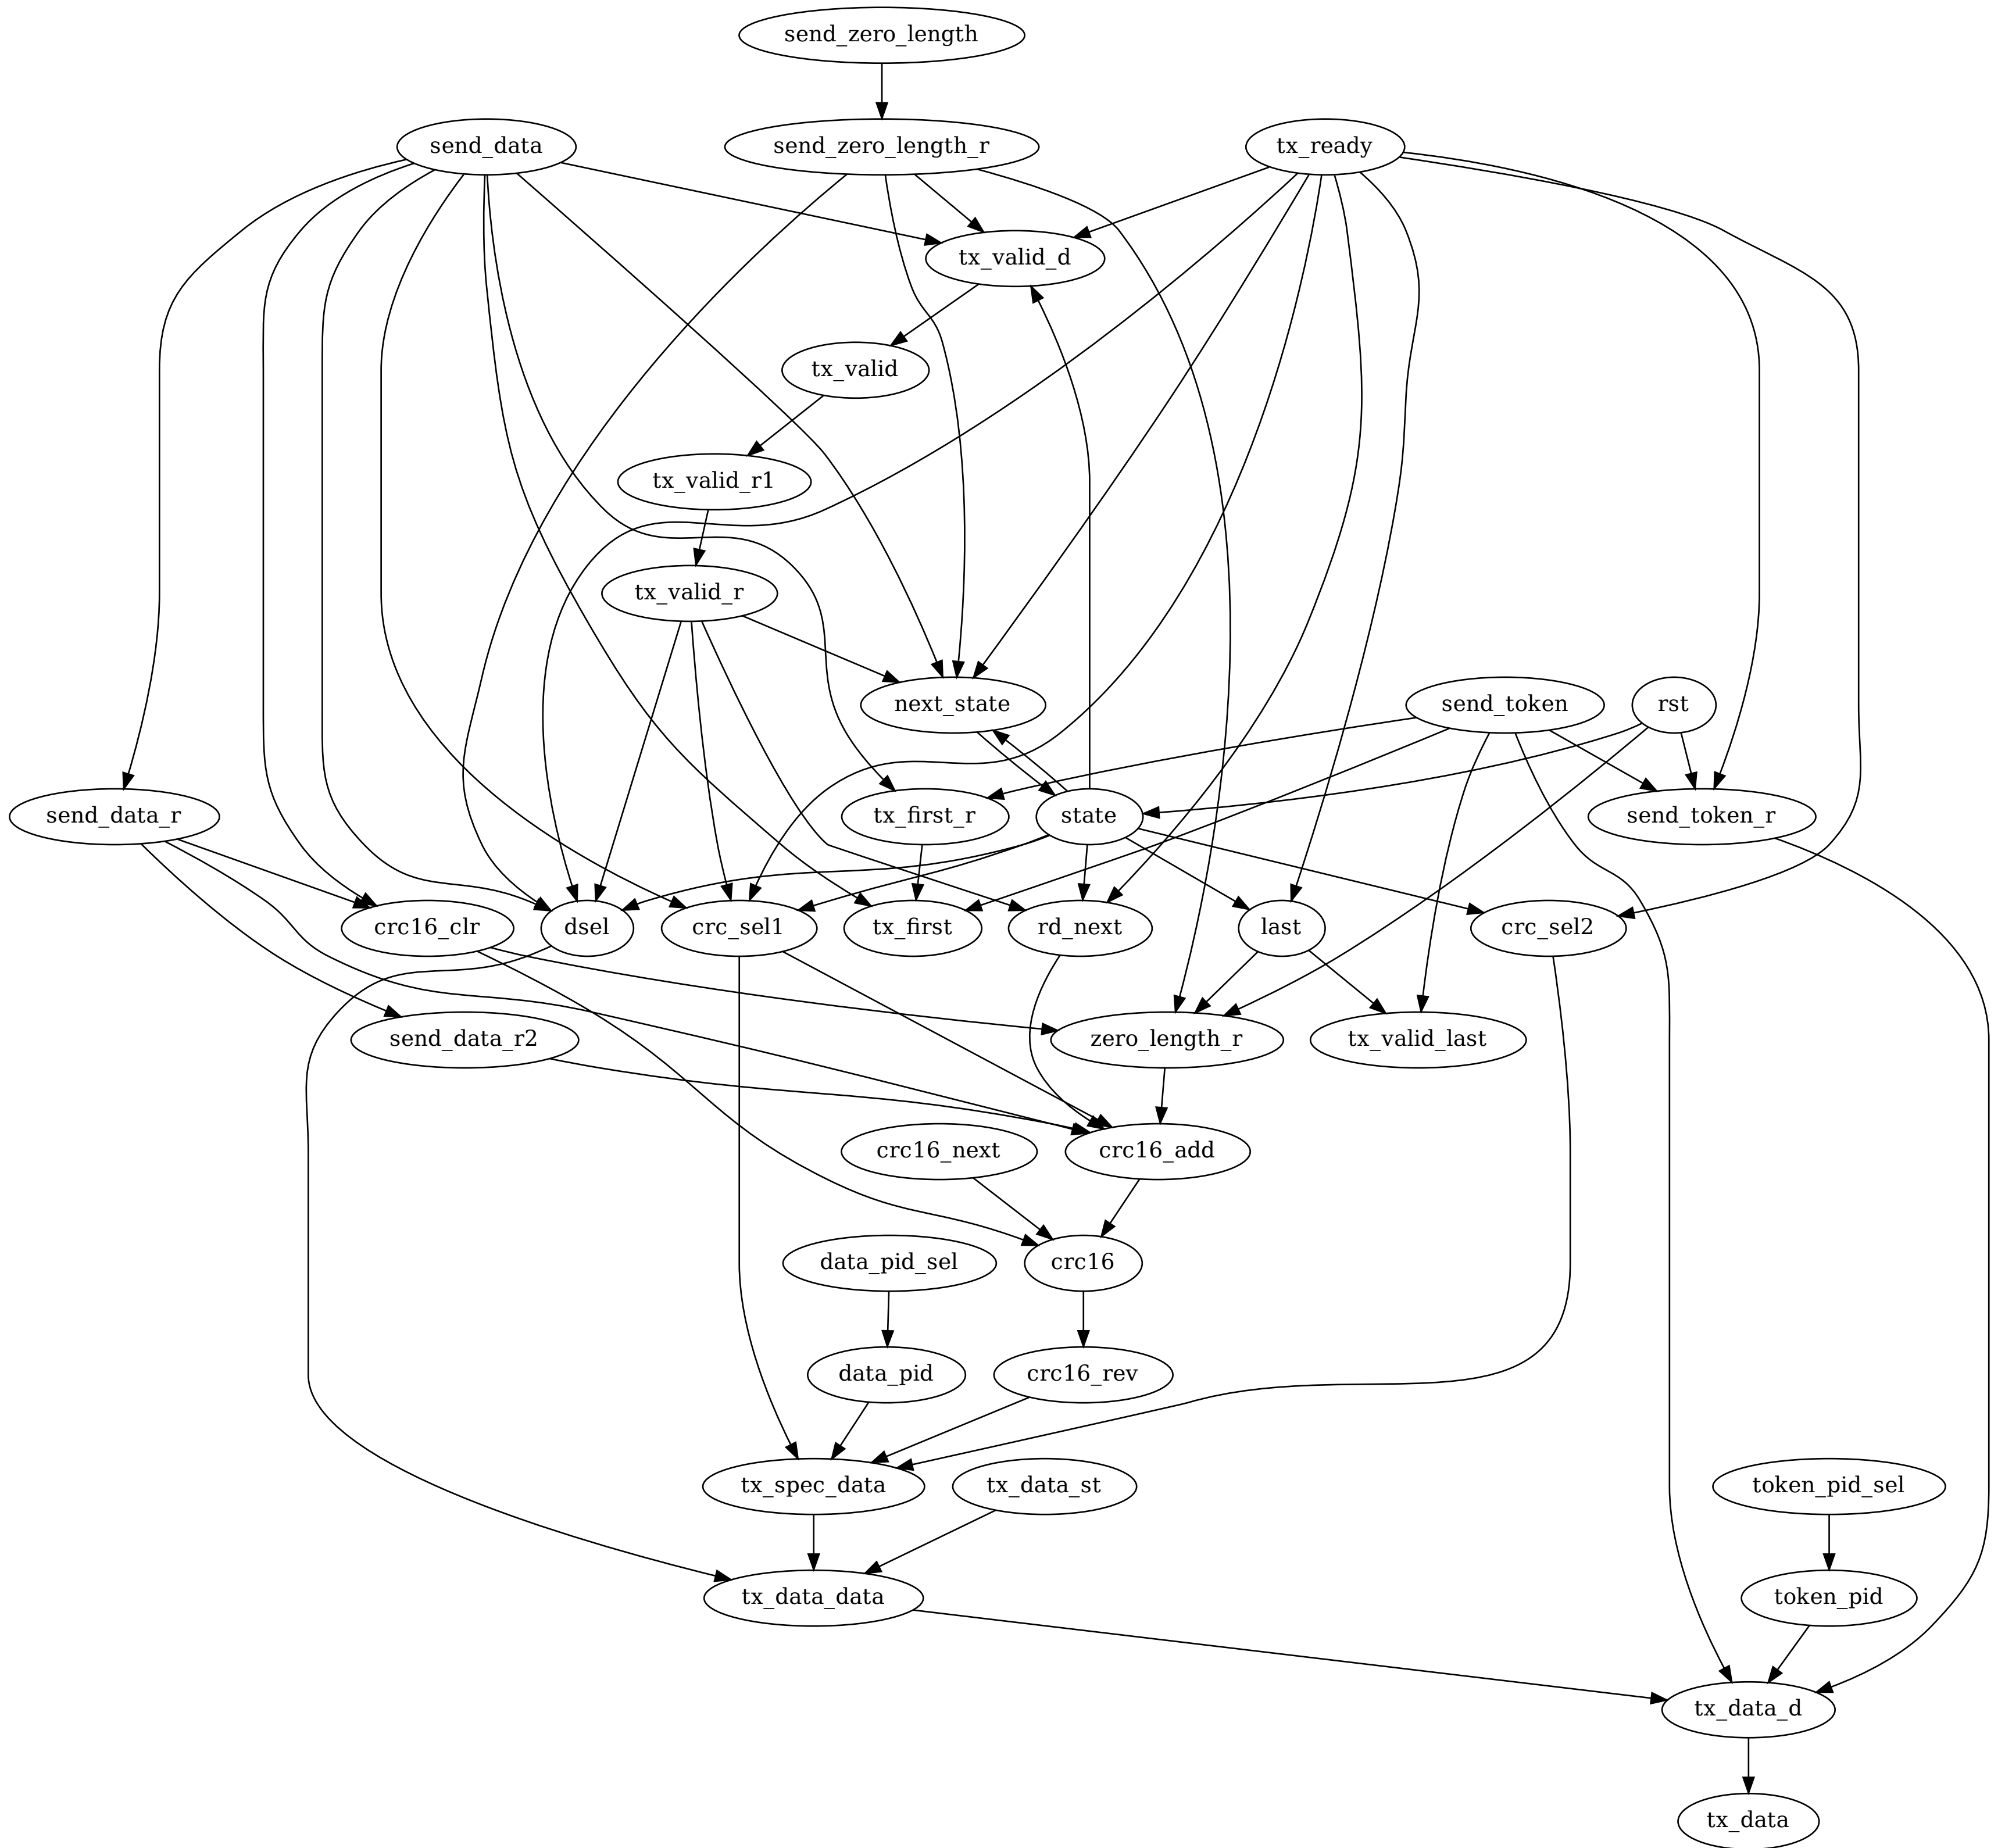 send_zero_length
send_data
send_zero_length_r
tx_ready
tx_valid_d
tx_valid
tx_valid_r1
tx_valid_r
next_state
send_token
rst
send_data_r
tx_first_r
state
send_token_r
crc16_clr
dsel
crc_sel1
tx_first
rd_next
last
crc_sel2
send_data_r2
zero_length_r
tx_valid_last
crc16_next
crc16_add
data_pid_sel
crc16
data_pid
crc16_rev
tx_spec_data
tx_data_st
token_pid_sel
tx_data_data
token_pid
tx_data_d
tx_data